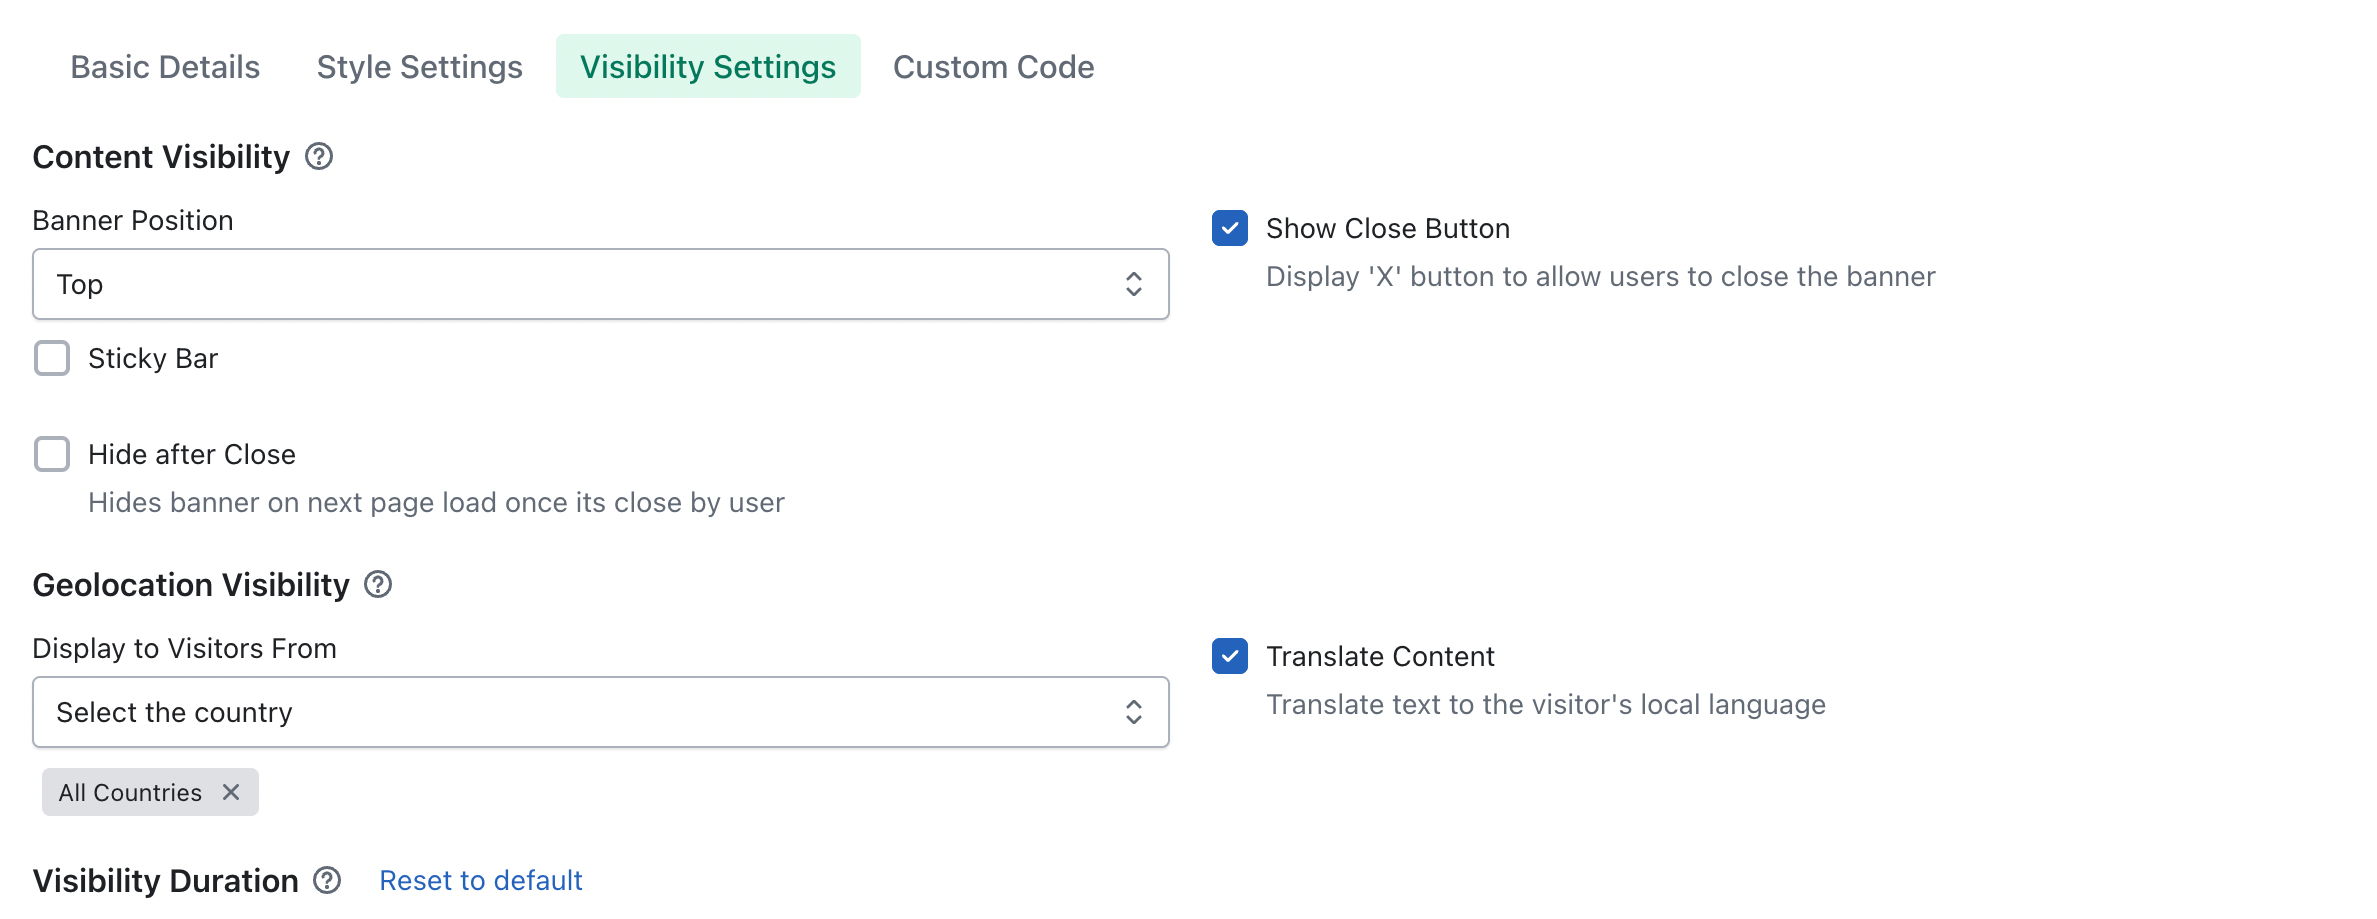 Basic Details Style Settings Visibility Settings Custom Code
Content Visibility
Banner Position
Top
Sticky Bar
Show Close Button
Display 'X' button to allow users to close the banner
Hide after Close
Hides banner on next page load once its close by user
Geolocation Visibility
Display to Visitors From
Select the country
All Countries
Translate Content
Translate text to the visitor's local language
Visibility Duration Reset to default